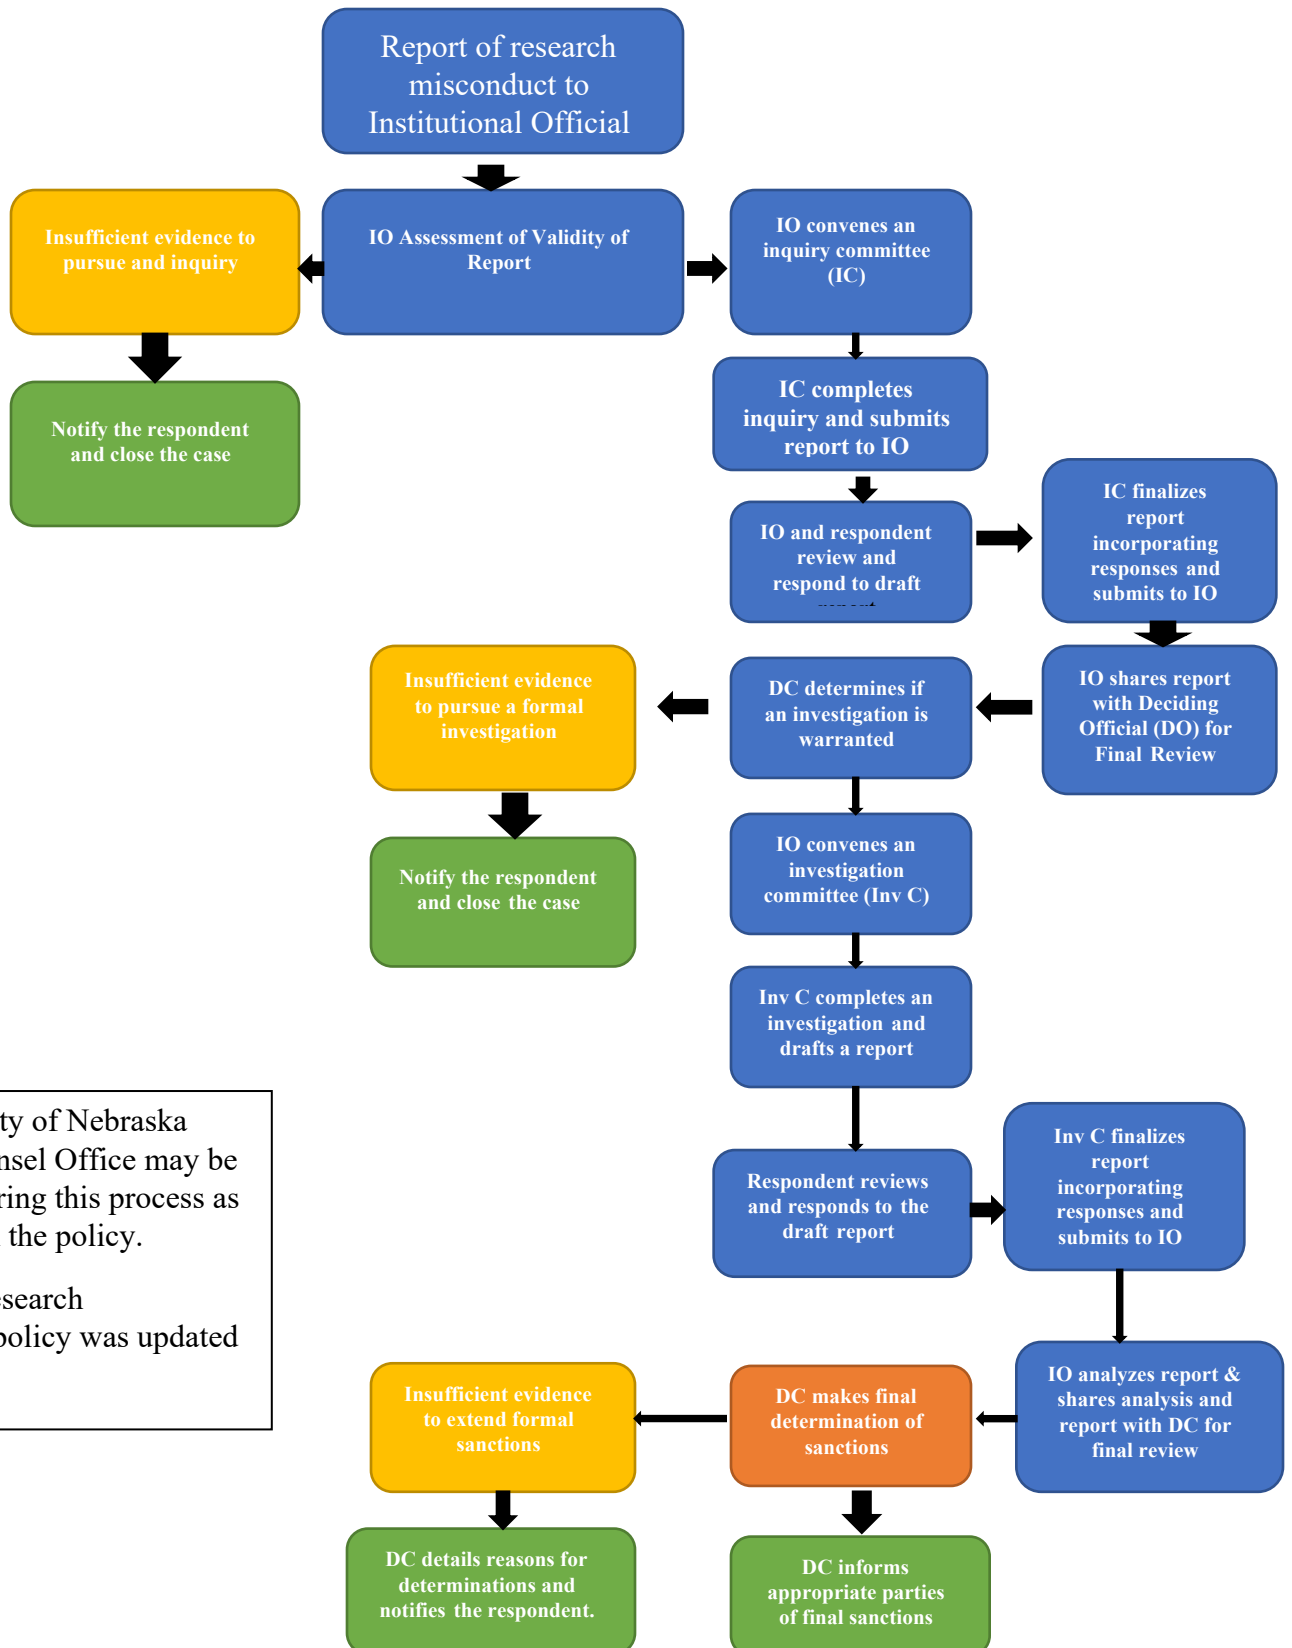 Report of research
misconduct to
Institutional Official
Insufficient evidence to
pursue and inquiry
IO Assessment of Validity of
Report
IO convenes an
inquiry committee
(IC)
Notify the respondent
and close the case
IC completes
inquiry and submits
report to IO
IO and respondent
review and
respond to draft
IC finalizes
report
incorporating
responses and
submits to IO
Insufficient evidence
to pursue a formal
investigation
DC determines if
an investigation is
warranted
IO shares report
with Deciding
Official (DO) for
Final Review
Notify the respondent
and close the case
IO convenes an
investigation
committee (Inv C)
Inv C completes an
investigation and
drafts a report
ty of Nebraska
nsel Office may be
ring this process as
the policy.
esearch
policy was updated
Respondent reviews
and responds to the
draft report
Inv C finalizes
report
incorporating
responses and
submits to IO
Insufficient evidence
to extend formal
sanctions
DC makes final
determination of
sanctions
IO analyzes report &
shares analysis and
report with DC for
final review
DC details reasons for
determinations and
notifies the respondent.
DC informs
appropriate parties
of final sanctions